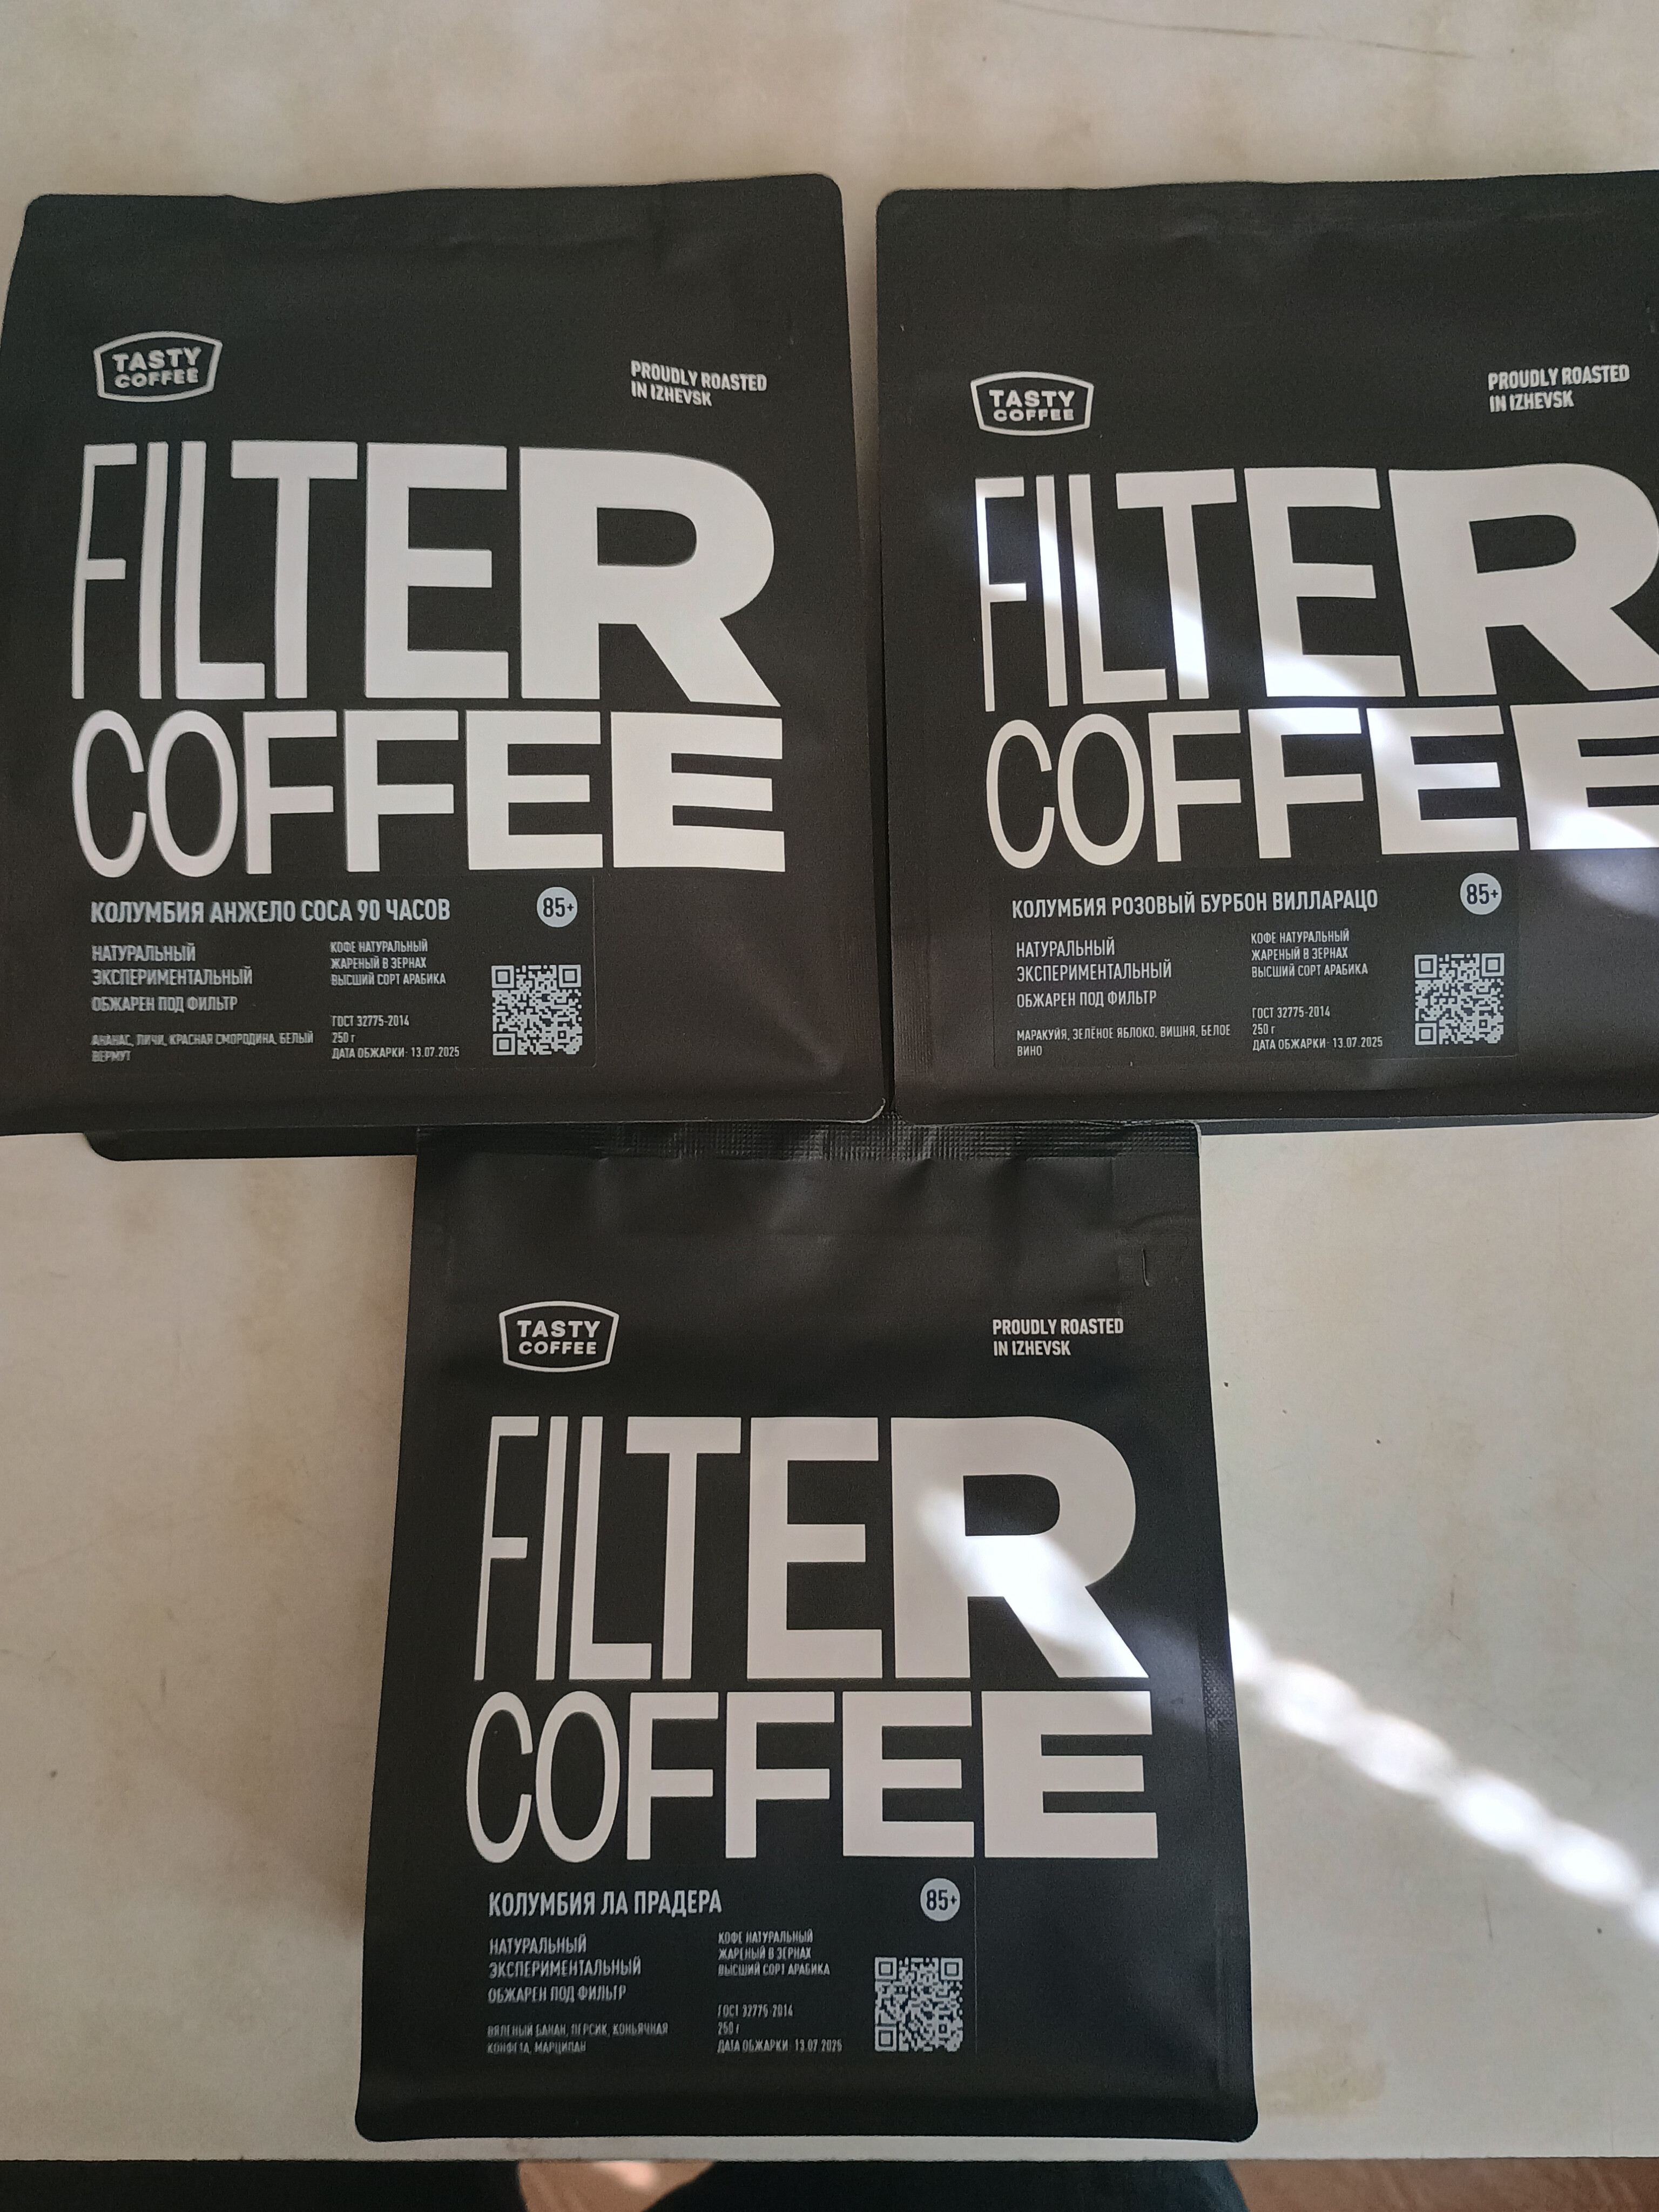 TASTY
COFFEE
PROUDLY ROASTED
IN IZHEVSK
FILTER
COFFEE
КОЛУМБИЯ АНЖЕЛО СОСА 90 ЧАСОВ
85+
НАТУРАЛЬНЫЙ
ЭКСПЕРИМЕНТАЛЬНЫЙ
ОБЖАРЕН ПОД ФИЛЬТР
АНАНАС, ЛИЧИ, КРАСНАЯ СМОРОДИНА, БЕЛЫЙ
ВЕРМУТ
КОФЕ НАТУРАЛЬНЫЙ
ЖАРЕНЫЙ В ЗЕРНАХ
ВЫСШИЙ СОРТ АРАБИКА
ГОСТ 32775-2014
250 г
ДАТА ОБЖАРКИ: 13.07.2025
TASTY
COFFEE
PROUDLY ROASTED
IN IZHEVSK
FILTER
COFFEE
КОЛУМБИЯ РОЗОВЫЙ БУРБОН ВИЛЛАРАЦО
85+
НАТУРАЛЬНЫЙ
ЭКСПЕРИМЕНТАЛЬНЫЙ
ОБЖАРЕН ПОД ФИЛЬТР
МАРАКУЙЯ, ЗЕЛЁНОЕ ЯБЛОКО, ВИШНЯ, БЕЛОЕ
ВИНО
КОФЕ НАТУРАЛЬНЫЙ
ЖАРЕНЫЙ В ЗЕРНАХ
ВЫСШИЙ СОРТ АРАБИКА
ГОСТ 32775-2014
250 г
ДАТА ОБЖАРКИ: 13.07.2025
TASTY
COFFEE
PROUDLY ROASTED
IN IZHEVSK
FILTER
COFFEE
КОЛУМБИЯ ЛА ПРАДЕРА
85+
НАТУРАЛЬНЫЙ
ЭКСПЕРИМЕНТАЛЬНЫЙ
ОБЖАРЕН ПОД ФИЛЬТР
ВЯЛЕНЫЙ БАНАН, ПЕРСИК, КОНЬЯЧНАЯ
КОНФЕТА, МАРЦИПАН
КОФЕ НАТУРАЛЬНЫЙ
ЖАРЕНЫЙ В ЗЕРНАХ
ВЫСШИЙ СОРТ АРАБИКА
ГОСТ 32775-2014
250 г
ДАТА ОБЖАРКИ: 13.07.2025